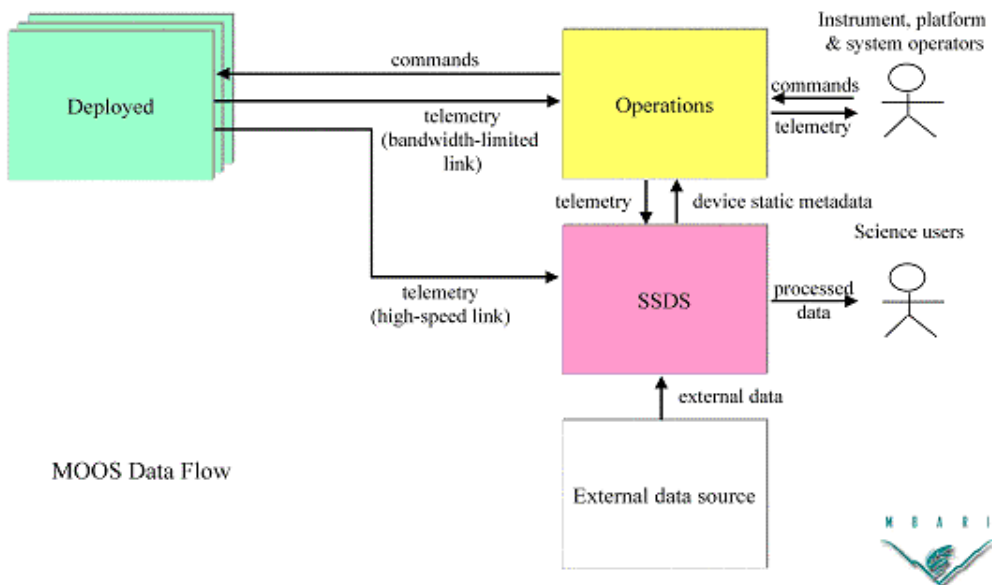 Instrument, platform
& system operators
commands
Deployed
Operations
commands
telemetry
telemetry
(bandwidth-limited
link)
telemetry
device static metadata
Science users
telemetry
(high-speed link)
SSDS
processed
data
external data
MOOS Data Flow
External data source
M B A R I